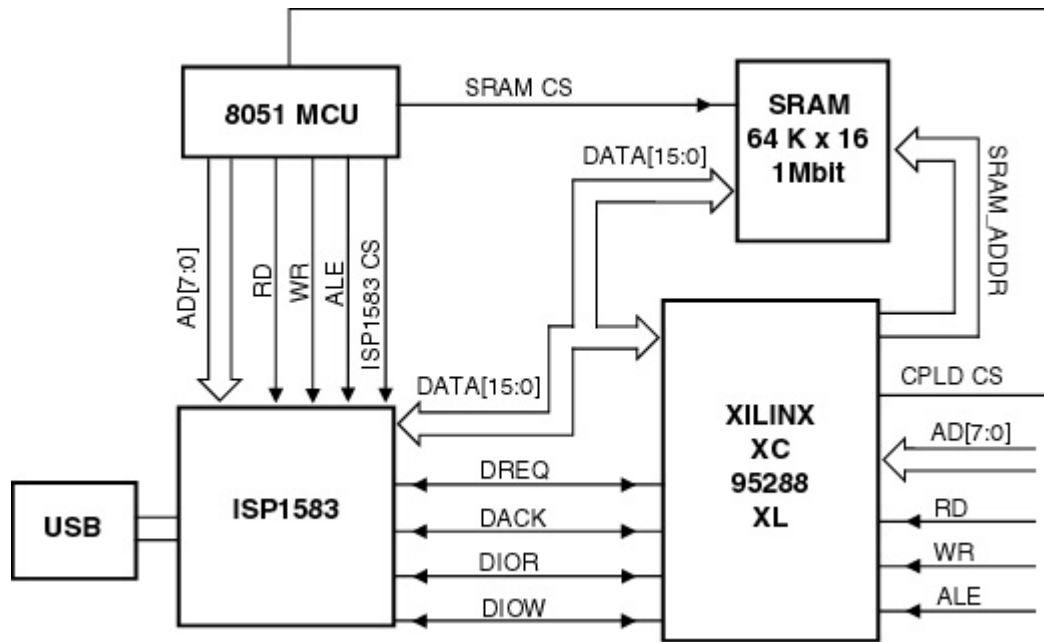 8051 MCU
SRAM CS
SRAM
64 K x 16
1Mbit
DATA[15:0]
SRAM_ADDR
AD[7:0]
RD
WR
ALE
ISP1583 CS
DATA[15:0]
CPLD CS
XILINX
XC
95288
XL
AD[7:0]
RD
WR
ALE
USB
ISP1583
DREQ
DACK
DIOR
DIOW